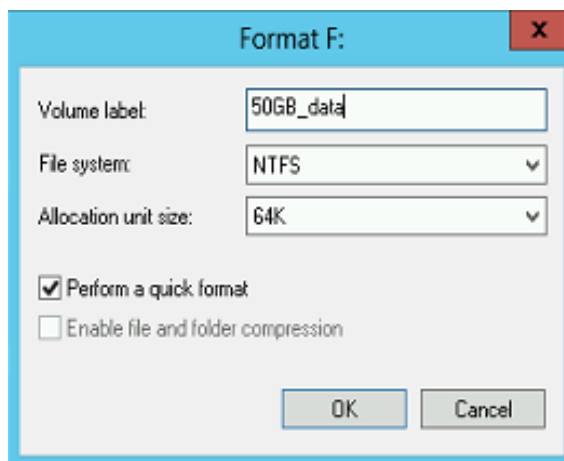 Format F:
x
Volume label: 50GB_data
File system: NTFS
Allocation unit size: 64K
Perform a quick format
Enable file and folder compression
OK Cancel